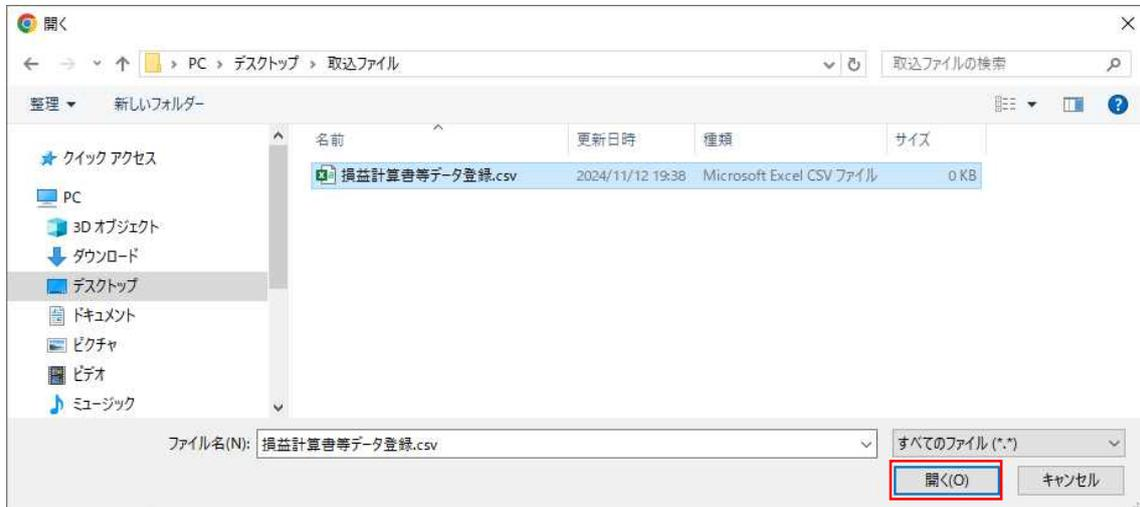 開く
PC › デスクトップ › 取込ファイル
取込ファイルの検索
整理 新しいフォルダー
名前 更新日時 種類 サイズ
損益計算書等データ登録.csv 2024/11/12 19:38 Microsoft Excel CSV ファイル 0 KB
クイック アクセス
PC
3D オブジェクト
ダウンロード
デスクトップ
ドキュメント
ピクチャ
ビデオ
ミュージック
ファイル名(N): 損益計算書等データ登録.csv すべてのファイル (*.*)
開く(O) キャンセル